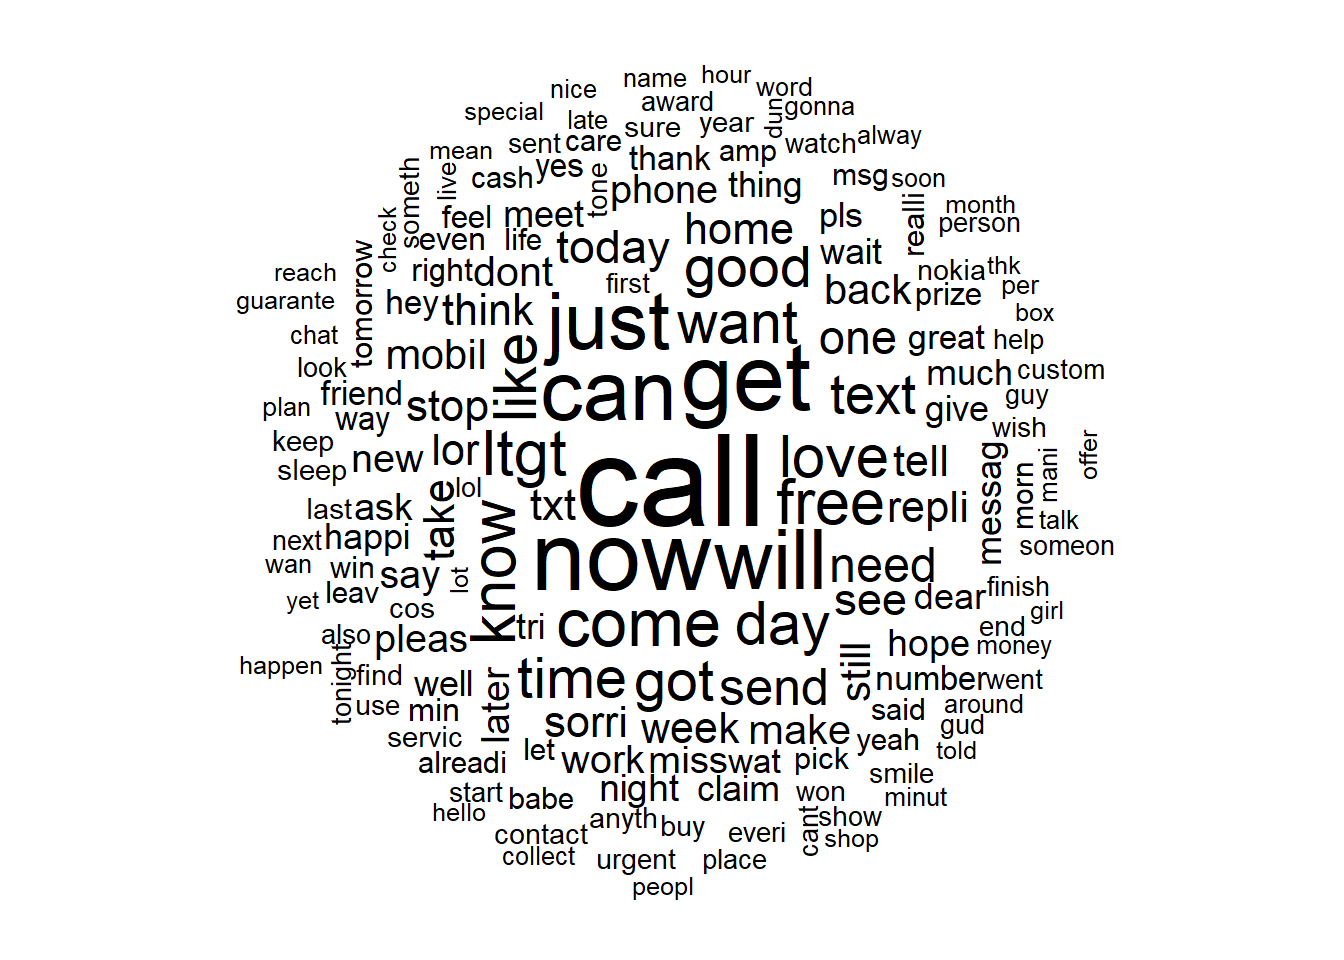 name hour
nice word
special award dun gonna
late sure year
mean sent care watch alway
someth live cash yes tone thank amp
phone thing msg soon
check feel meet pls realli month
even life today home wait person
reach tomorrow right dont first good nokia thk
guarante hey think just want back prize per
chat mobil like one great box
look can get help
friend stop text much custom
plan way give guy
keep new lor ltgt call love tell messag wish offer
sleep lol morn mani
last ask take know txt free repli talk
next happi now will someon
wan win say lot need
yet leav cos see dear finish
also pleas tri come day hope end girl
happen tonight find well later time got send still number went money
use min sorri week make said around
servic yeah gud
alreadi let work miss wat pick told
start babe night claim won smile minut
hello contact anyth buy everi cant show
collect urgent place shop
peopl